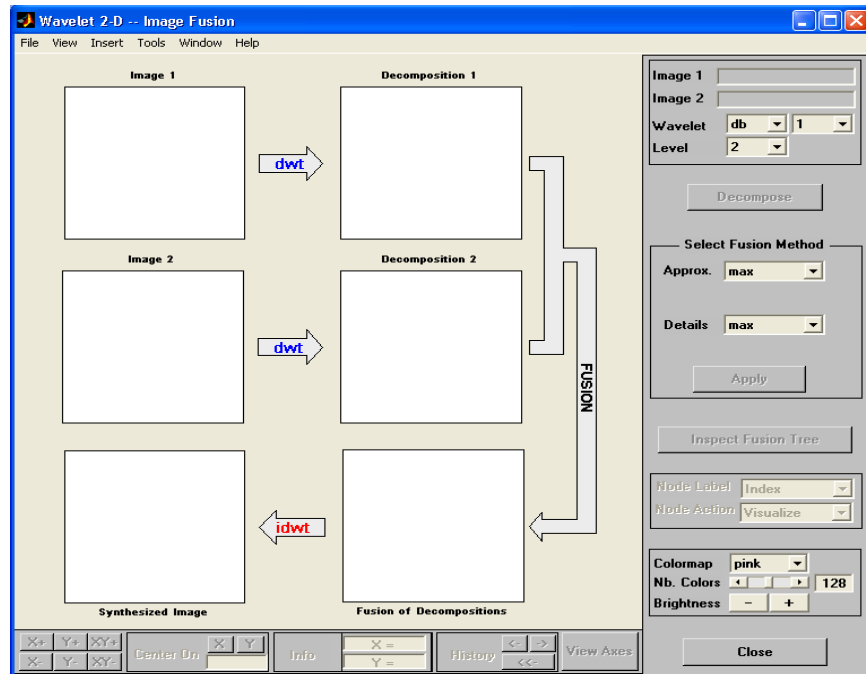 Wavelet 2-D -- Image Fusion
File View Insert Tools Window Help
Image 1
Decomposition 1
dwt
Image 2
Decomposition 2
dwt
FUSION
idwt
Synthesized Image
Fusion of Decompositions
Image 1
Image 2
Wavelet db 1
Level 2
Decompose
Select Fusion Method
Approx. max
Details max
Apply
Inspect Fusion Tree
Node Label Index
Node Action Visualize
Colormap pink
Nb. Colors 128
Brightness - +
Close
X+ Y+ XY+
X- Y- XY-
Center On X Y
Info X =
Y =
History <- ->
<<-
View Axes